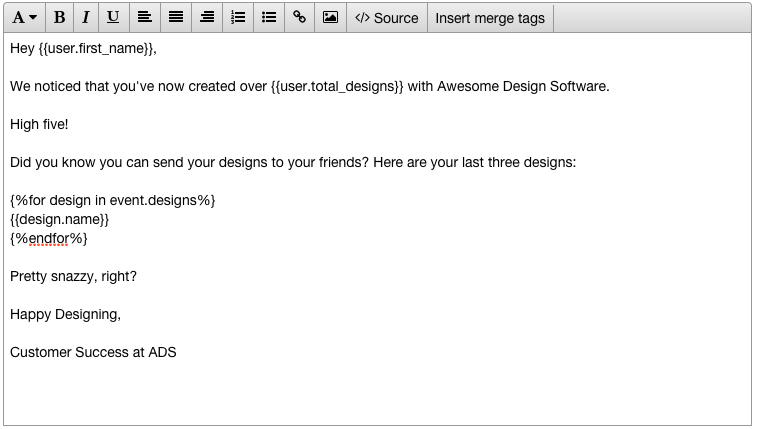 A B I U </> Source Insert merge tags
Hey {{user.first_name}},
We noticed that you've now created over {{user.total_designs}} with Awesome Design Software.
High five!
Did you know you can send your designs to your friends? Here are your last three designs:
{%for design in event.designs%}
{{design.name}}
{%endfor%}
Pretty snazzy, right?
Happy Designing,
Customer Success at ADS